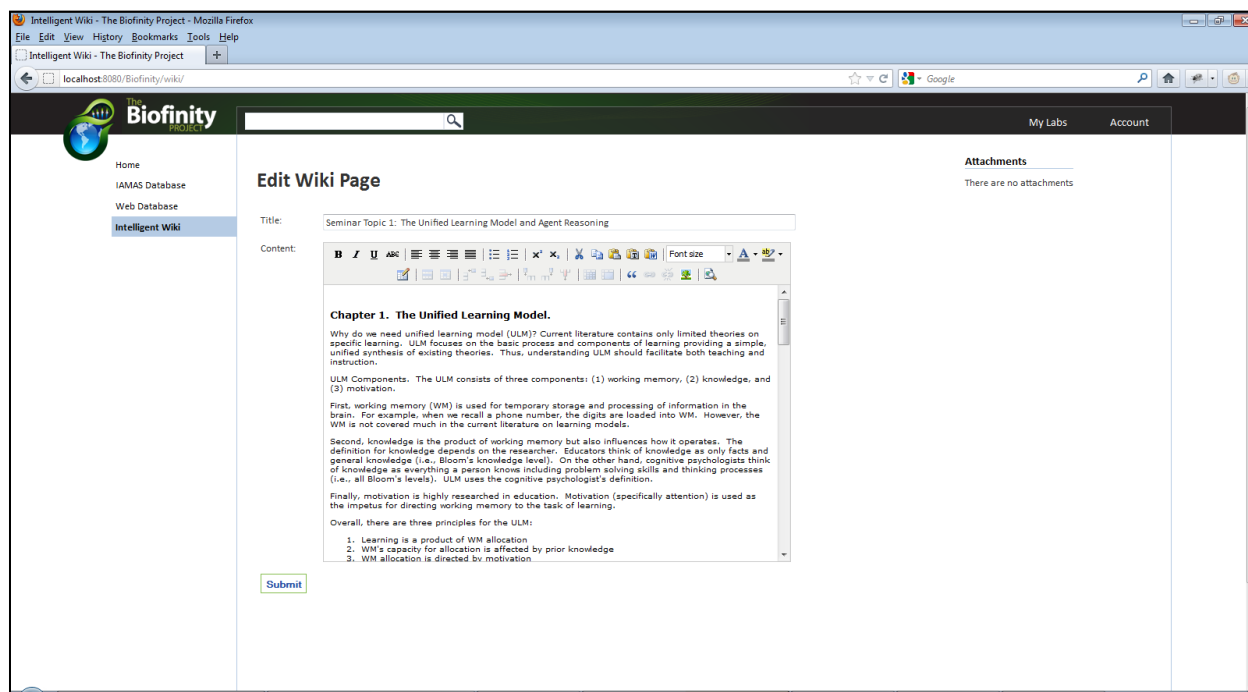 Intelligent Wiki - The Biofinity Project - Mozilla Firefox
File Edit View History Bookmarks Tools Help
Intelligent Wiki - The Biofinity Project +
localhost:8080/Biofinity/wiki/
Google
The
Biofinity
PROJECT
My Labs Account
Home
IAMAS Database
Web Database
Intelligent Wiki
Edit Wiki Page
Attachments
There are no attachments
Title: Seminar Topic 1: The Unified Learning Model and Agent Reasoning
Content:
B I U ABC x² x, Font size A ab
Chapter 1. The Unified Learning Model.
Why do we need unified learning model (ULM)? Current literature contains only limited theories on
specific learning. ULM focuses on the basic process and components of learning providing a simple,
unified synthesis of existing theories. Thus, understanding ULM should facilitate both teaching and
instruction.
ULM Components. The ULM consists of three components: (1) working memory, (2) knowledge, and
(3) motivation.
First, working memory (WM) is used for temporary storage and processing of information in the
brain. For example, when we recall a phone number, the digits are loaded into WM. However, the
WM is not covered much in the current literature on learning models.
Second, knowledge is the product of working memory but also influences how it operates. The
definition for knowledge depends on the researcher. Educators think of knowledge as only facts and
general knowledge (i.e., Bloom's knowledge level). On the other hand, cognitive psychologists think
of knowledge as everything a person knows including problem solving skills and thinking processes
(i.e., all Bloom's levels). ULM uses the cognitive psychologist's definition.
Finally, motivation is highly researched in education. Motivation (specifically attention) is used as
the impetus for directing working memory to the task of learning.
Overall, there are three principles for the ULM:
1. Learning is a product of WM allocation
2. WM's capacity for allocation is affected by prior knowledge
3. WM allocation is directed by motivation
Submit